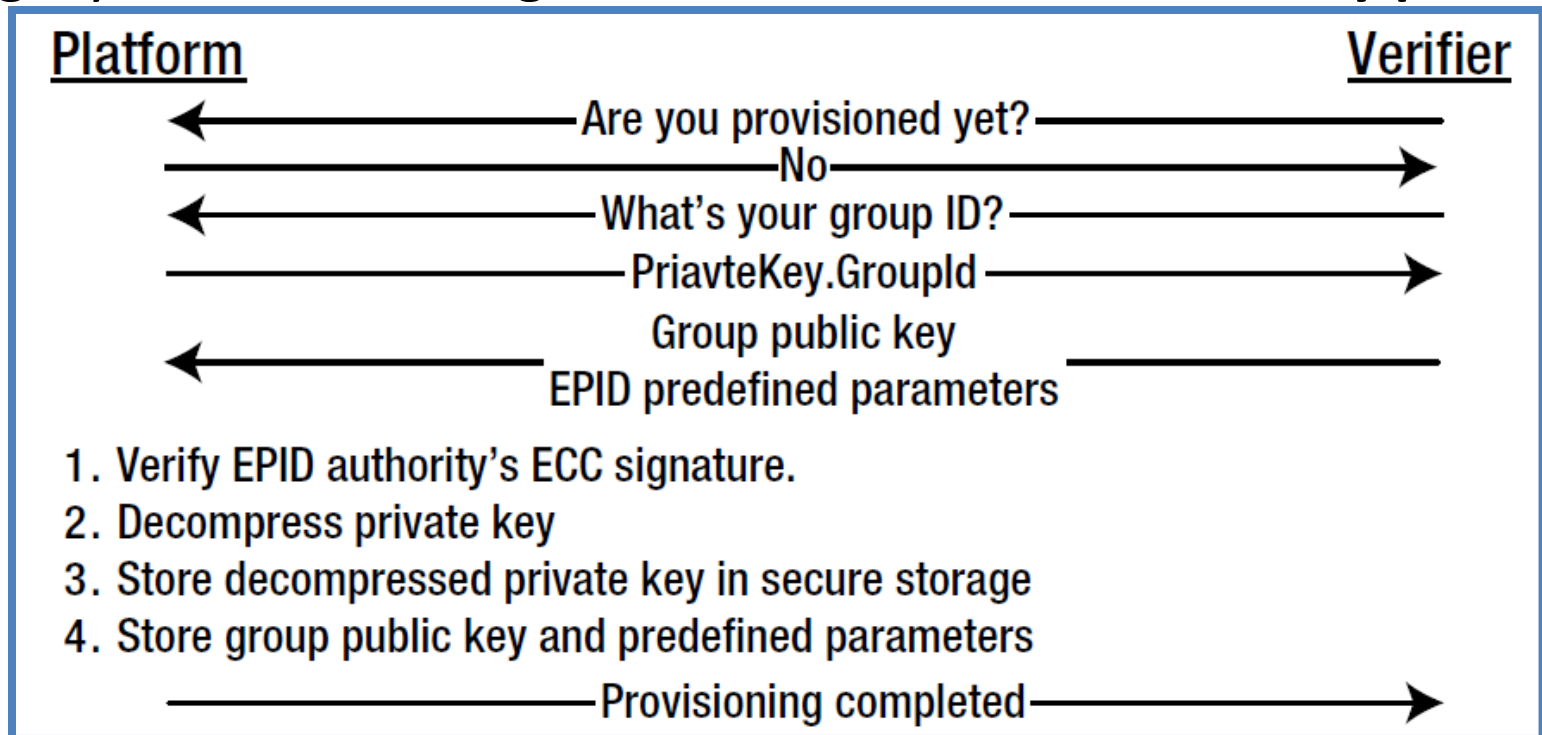 Platform
Verifier
Are you provisioned yet?
No
What's your group ID?
PriavteKey.GroupId
Group public key
EPID predefined parameters
1. Verify EPID authority's ECC signature.
2. Decompress private key
3. Store decompressed private key in secure storage
4. Store group public key and predefined parameters
Provisioning completed